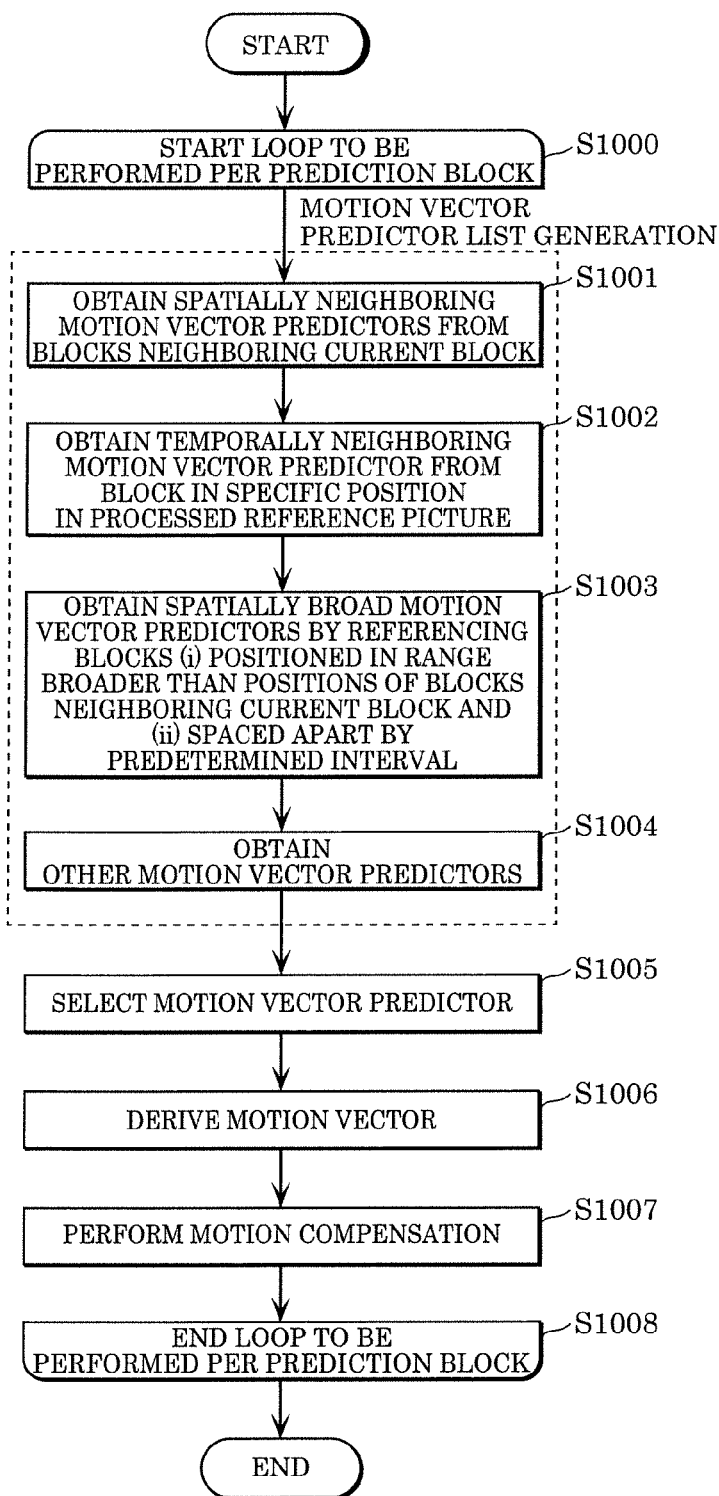 START
START LOOP TO BE
PERFORMED PER PREDICTION BLOCK
S1000
MOTION VECTOR
PREDICTOR LIST GENERATION
S1001
OBTAIN SPATIALLY NEIGHBORING
MOTION VECTOR PREDICTORS FROM
BLOCKS NEIGHBORING CURRENT BLOCK
S1002
OBTAIN TEMPORALLY NEIGHBORING
MOTION VECTOR PREDICTOR FROM
BLOCK IN SPECIFIC POSITION
IN PROCESSED REFERENCE PICTURE
S1003
OBTAIN SPATIALLY BROAD MOTION
VECTOR PREDICTORS BY REFERENCING
BLOCKS (i) POSITIONED IN RANGE
BROADER THAN POSITIONS OF BLOCKS
NEIGHBORING CURRENT BLOCK AND
(ii) SPACED APART BY
PREDETERMINED INTERVAL
S1004
OBTAIN
OTHER MOTION VECTOR PREDICTORS
S1005
SELECT MOTION VECTOR PREDICTOR
S1006
DERIVE MOTION VECTOR
S1007
PERFORM MOTION COMPENSATION
S1008
END LOOP TO BE
PERFORMED PER PREDICTION BLOCK
END